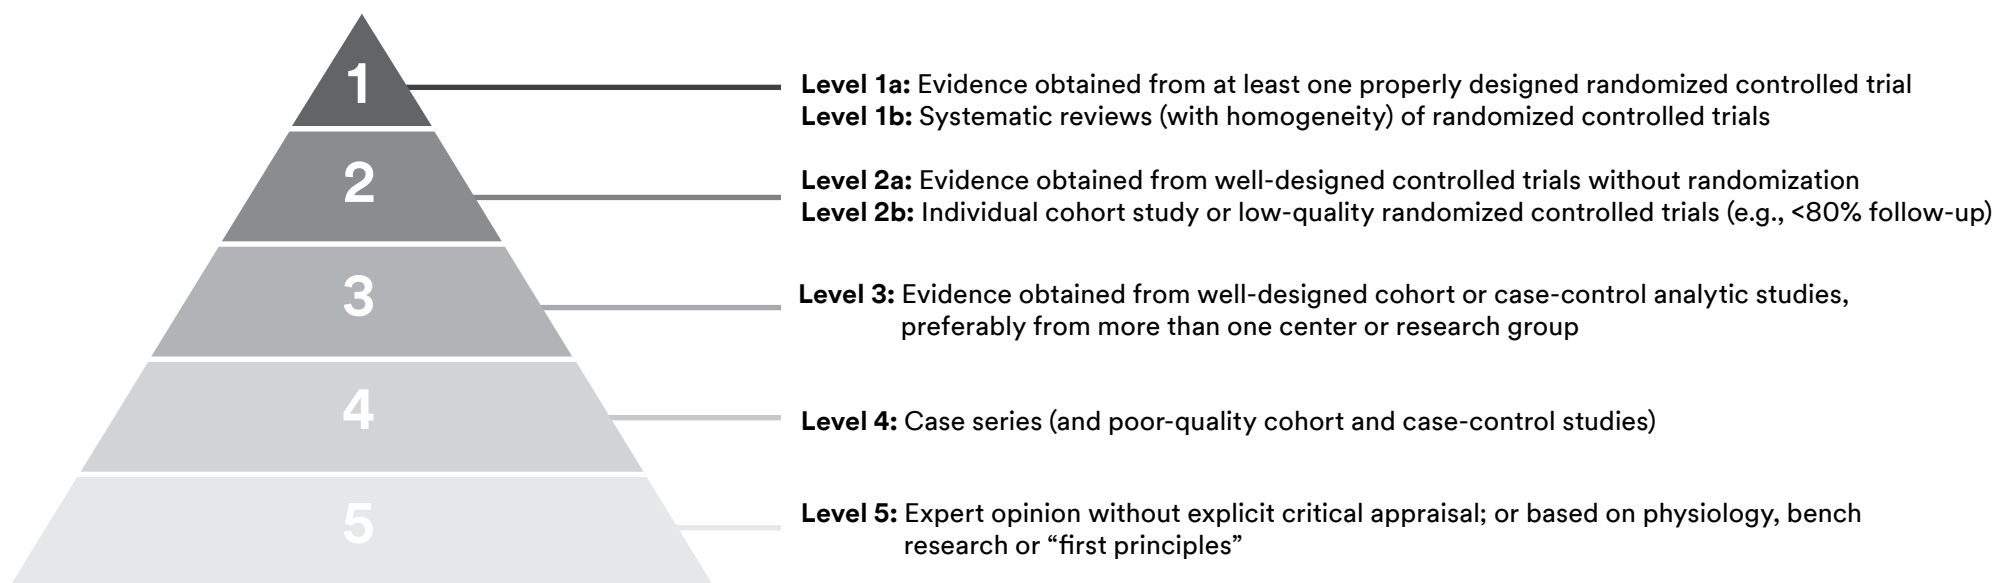 1
Level 1a: Evidence obtained from at least one properly designed randomized controlled trial
Level 1b: Systematic reviews (with homogeneity) of randomized controlled trials
2
Level 2a: Evidence obtained from well-designed controlled trials without randomization
Level 2b: Individual cohort study or low-quality randomized controlled trials (e.g., <80% follow-up)
3
Level 3: Evidence obtained from well-designed cohort or case-control analytic studies,
preferably from more than one center or research group
4
Level 4: Case series (and poor-quality cohort and case-control studies)
5
Level 5: Expert opinion without explicit critical appraisal; or based on physiology, bench
research or “first principles”